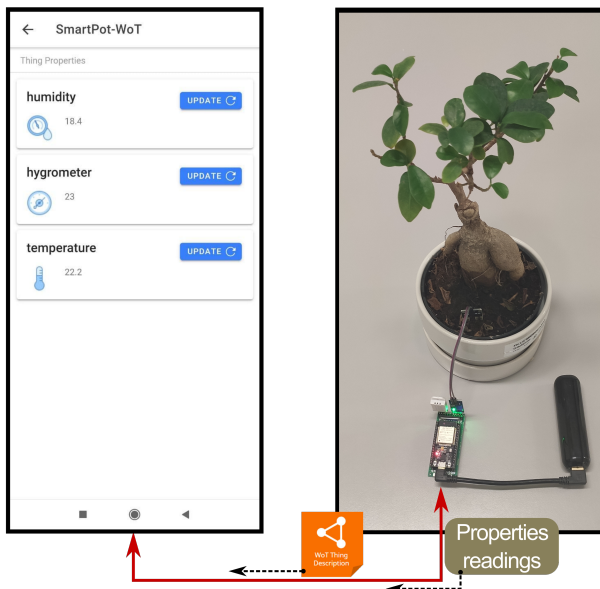 SmartPot-WoT
Thing Properties
humidity
UPDATE
18.4
hygrometer
UPDATE
23
temperature
UPDATE
22.2
WoT Thing
Description
Properties
readings